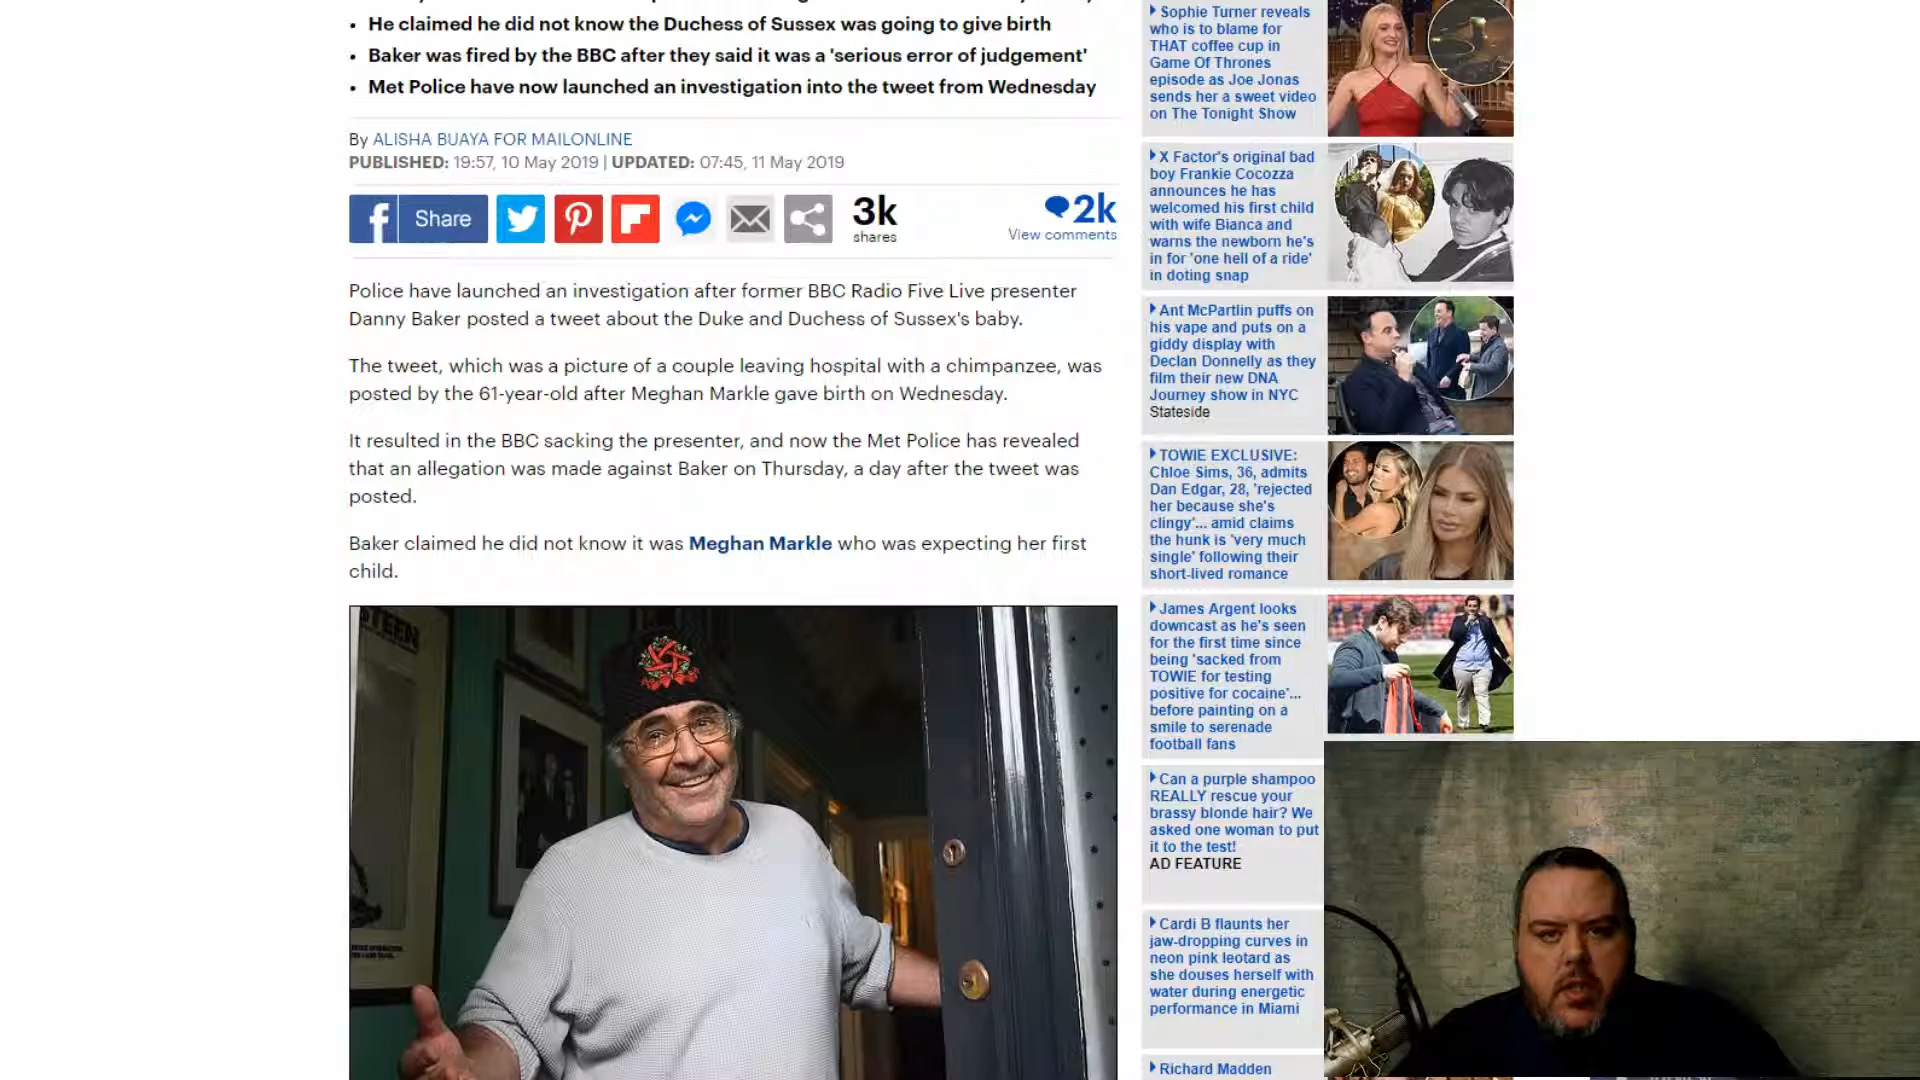 He claimed he did not know the Duchess of Sussex was going to give birth
Baker was fired by the BBC after they said it was a 'serious error of judgement'
Met Police have now launched an investigation into the tweet from Wednesday
By ALISHA BUAYA FOR MAILONLINE
PUBLISHED: 19:57, 10 May 2019 | UPDATED: 07:45, 11 May 2019
Share
3k
shares
2k
View comments
Police have launched an investigation after former BBC Radio Five Live presenter
Danny Baker posted a tweet about the Duke and Duchess of Sussex's baby.
The tweet, which was a picture of a couple leaving hospital with a chimpanzee, was
posted by the 61-year-old after Meghan Markle gave birth on Wednesday.
It resulted in the BBC sacking the presenter, and now the Met Police has revealed
that an allegation was made against Baker on Thursday, a day after the tweet was
posted.
Baker claimed he did not know it was Meghan Markle who was expecting her first
child.
Sophie Turner reveals
who is to blame for
THAT coffee cup in
Game Of Thrones
episode as Joe Jonas
sends her a sweet video
on The Tonight Show
X Factor's original bad
boy Frankie Cocozza
announces he has
welcomed his first child
with wife Bianca and
warns the newborn he's
in for 'one hell of a ride'
in doting snap
Ant McPartlin puffs on
his vape and puts on a
giddy display with
Declan Donnelly as they
film their new DNA
Journey show in NYC
Stateside
TOWIE EXCLUSIVE:
Chloe Sims, 36, admits
Dan Edgar, 28, 'rejected
her because she's
clingy'... amid claims
the hunk is 'very much
single' following their
short-lived romance
James Argent looks
downcast as he's seen
for the first time since
being 'sacked from
TOWIE for testing
positive for cocaine'...
before painting on a
smile to serenade
football fans
Can a purple shampoo
REALLY rescue your
brassy blonde hair? We
asked one woman to put
it to the test!
AD FEATURE
Cardi B flaunts her
jaw-dropping curves in
neon pink leotard as
she douses herself with
water during energetic
performance in Miami
Richard Madden